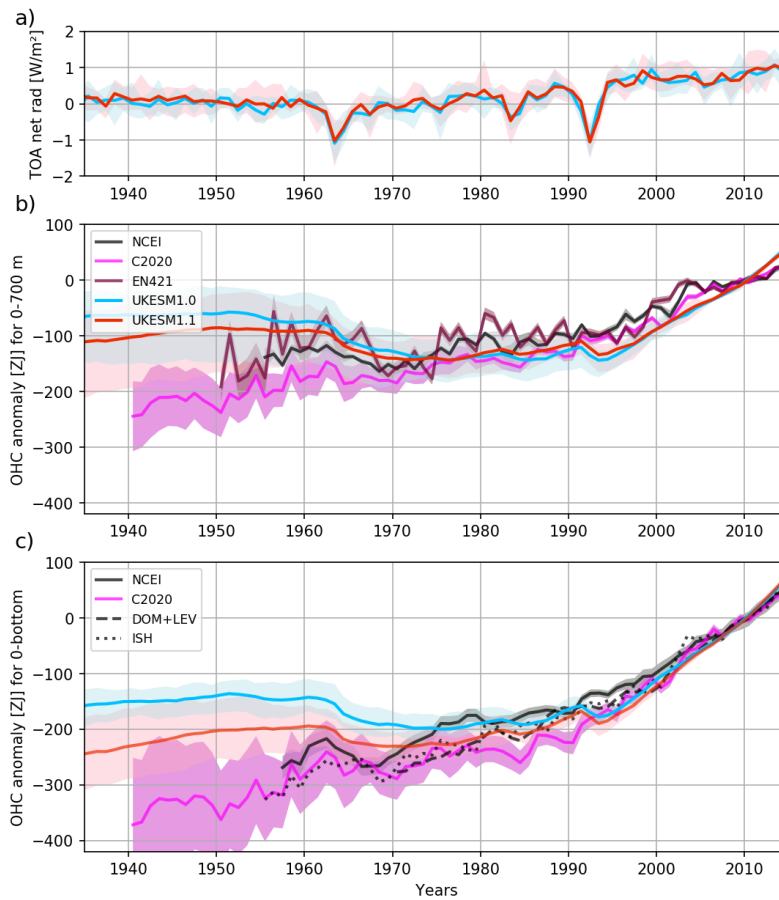 a)
TOA net rad [W/m²]
2
1
0
−1
−2
1940 1950 1960 1970 1980 1990 2000 2010
b)
OHC anomaly [ZJ] for 0-700 m
100
0
−100
−200
−300
−400
NCEI
C2020
EN421
UKESM1.0
UKESM1.1
1940 1950 1960 1970 1980 1990 2000 2010
c)
OHC anomaly [ZJ] for 0-bottom
100
0
−100
−200
−300
−400
NCEI
C2020
DOM+LEV
ISH
1940 1950 1960 1970 1980 1990 2000 2010
Years